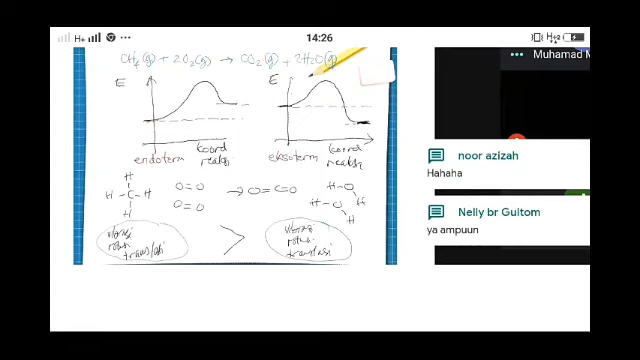 H+ 14:26 H+2
CH4(g) + 2O2(g) → CO2(g) + 2H2O(g)
Muhamad M
E E
koord reaksi koord reaksi
endoterm eksoterm
noor azizah
Hahaha
H
H-C-H O=O → O=C=O H-O
H O=O H
H-O
H
Nelly br Gultom
ya ampuun
vibrasi vibrasi
rotasi > rotasi
translasi translasi